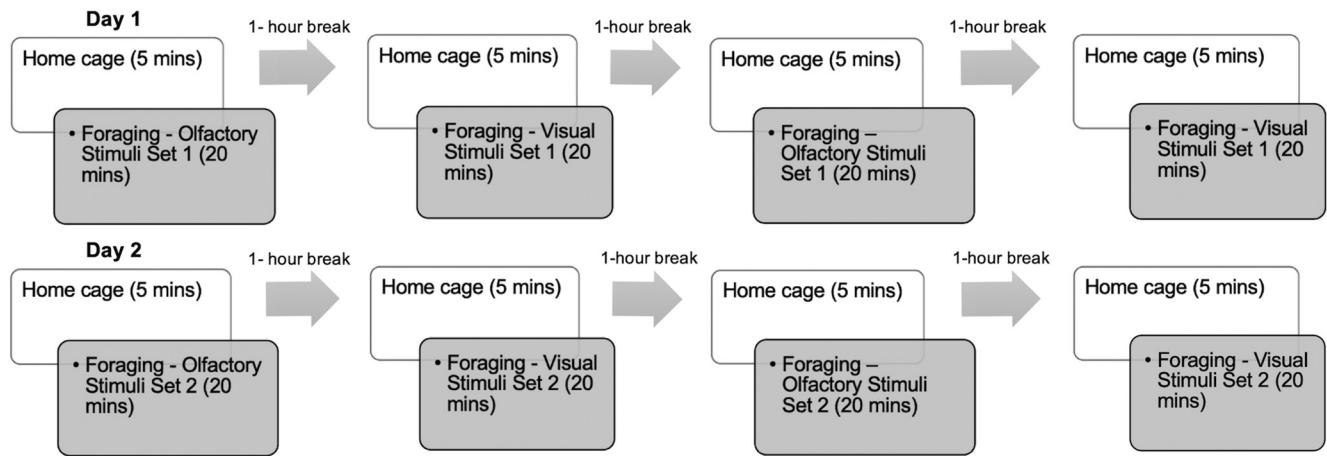 Day 1
1- hour break
1-hour break
1-hour break
Home cage (5 mins)
• Foraging - Olfactory
Stimuli Set 1 (20
mins)
Home cage (5 mins)
• Foraging - Visual
Stimuli Set 1 (20
mins)
Home cage (5 mins)
• Foraging –
Olfactory Stimuli
Set 1 (20 mins)
Home cage (5 mins)
• Foraging - Visual
Stimuli Set 1 (20
mins)
Day 2
1- hour break
1-hour break
1-hour break
Home cage (5 mins)
• Foraging - Olfactory
Stimuli Set 2 (20
mins)
Home cage (5 mins)
• Foraging - Visual
Stimuli Set 2 (20
mins)
Home cage (5 mins)
• Foraging –
Olfactory Stimuli
Set 2 (20 mins)
Home cage (5 mins)
• Foraging - Visual
Stimuli Set 2 (20
mins)